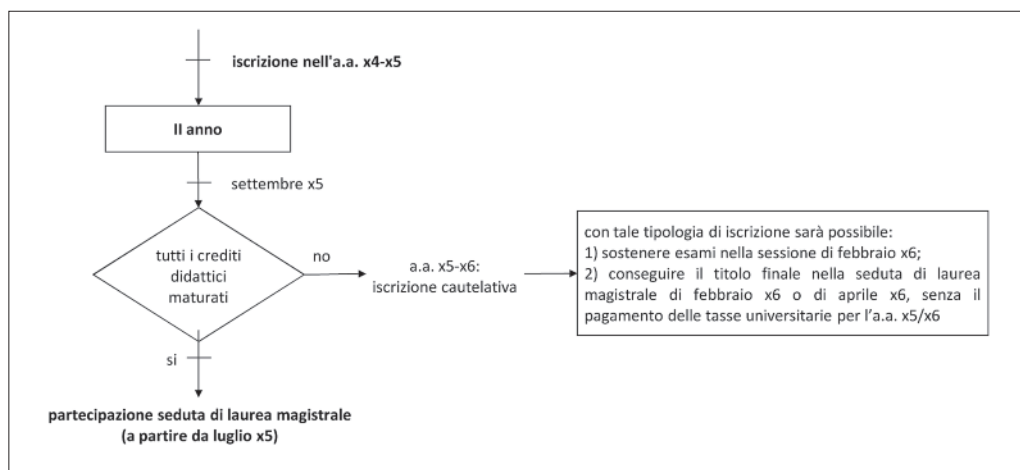 iscrizione nell'a.a. x4-x5
II anno
settembre x5
tutti i crediti
didattici
maturati
no
a.a. x5-x6:
iscrizione cautelativa
con tale tipologia di iscrizione sarà possibile:
1) sostenere esami nella sessione di febbraio x6;
2) conseguire il titolo finale nella seduta di laurea
magistrale di febbraio x6 o di aprile x6, senza il
pagamento delle tasse universitarie per l'a.a. x5/x6
si
partecipazione seduta di laurea magistrale
(a partire da luglio x5)